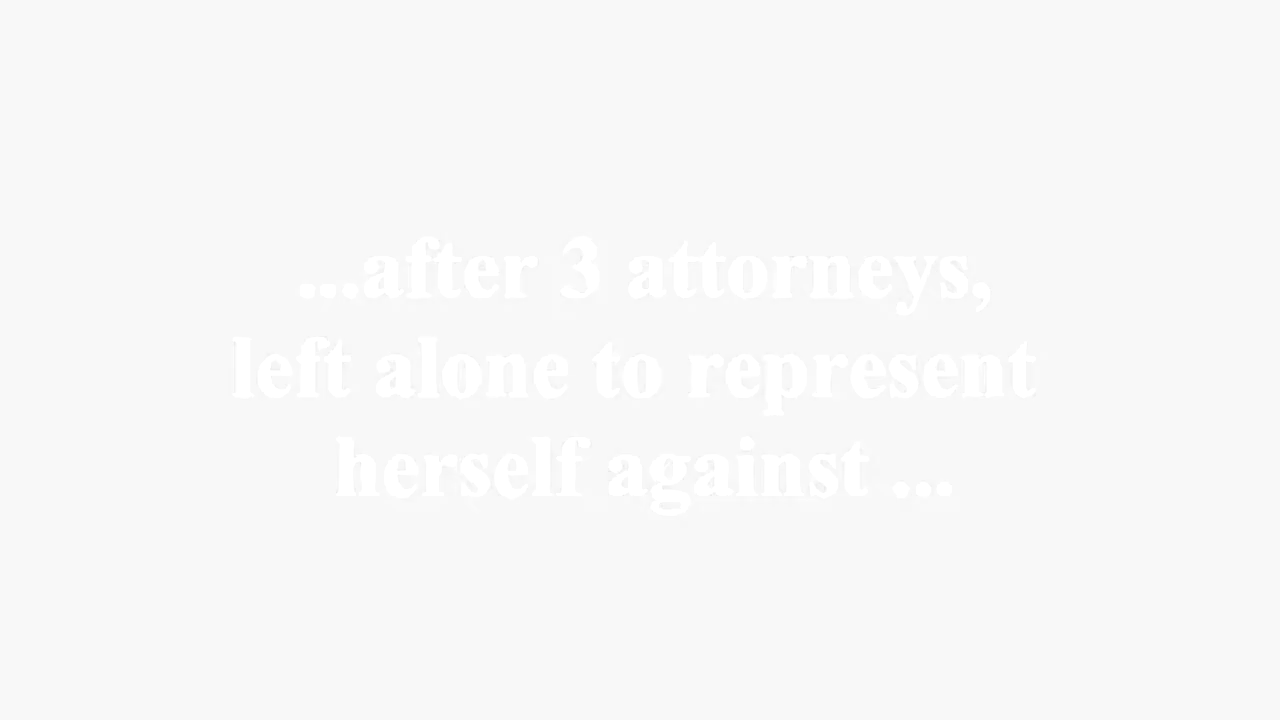 ...after 3 attorneys,
left alone to represent
herself against ...